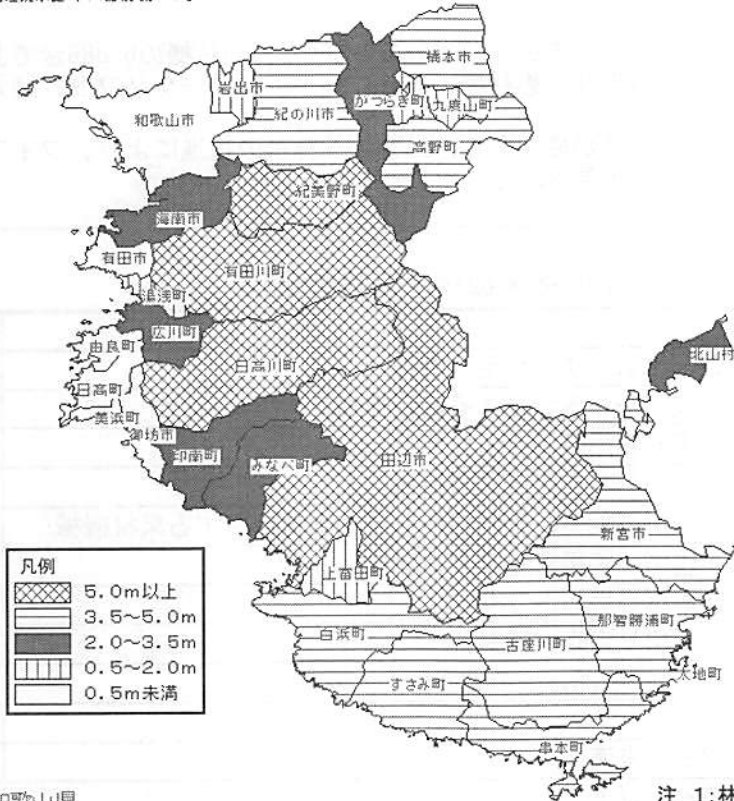 橋本市
岩出市
かつらぎ町
九度山町
紀の川市
和歌山市
高野町
紀美野町
海南市
有田市
有田川町
湯浅町
広川町
由良町
北山村
日高川町
日高町
美浜町
御坊市
印南町
みなべ町
田辺市
新宮市
上富田町
那智勝浦町
白浜町
古座川町
太地町
すさみ町
串本町
凡例
5.0m以上
3.5~5.0m
2.0~3.5m
0.5~2.0m
0.5m未満
注 1:林